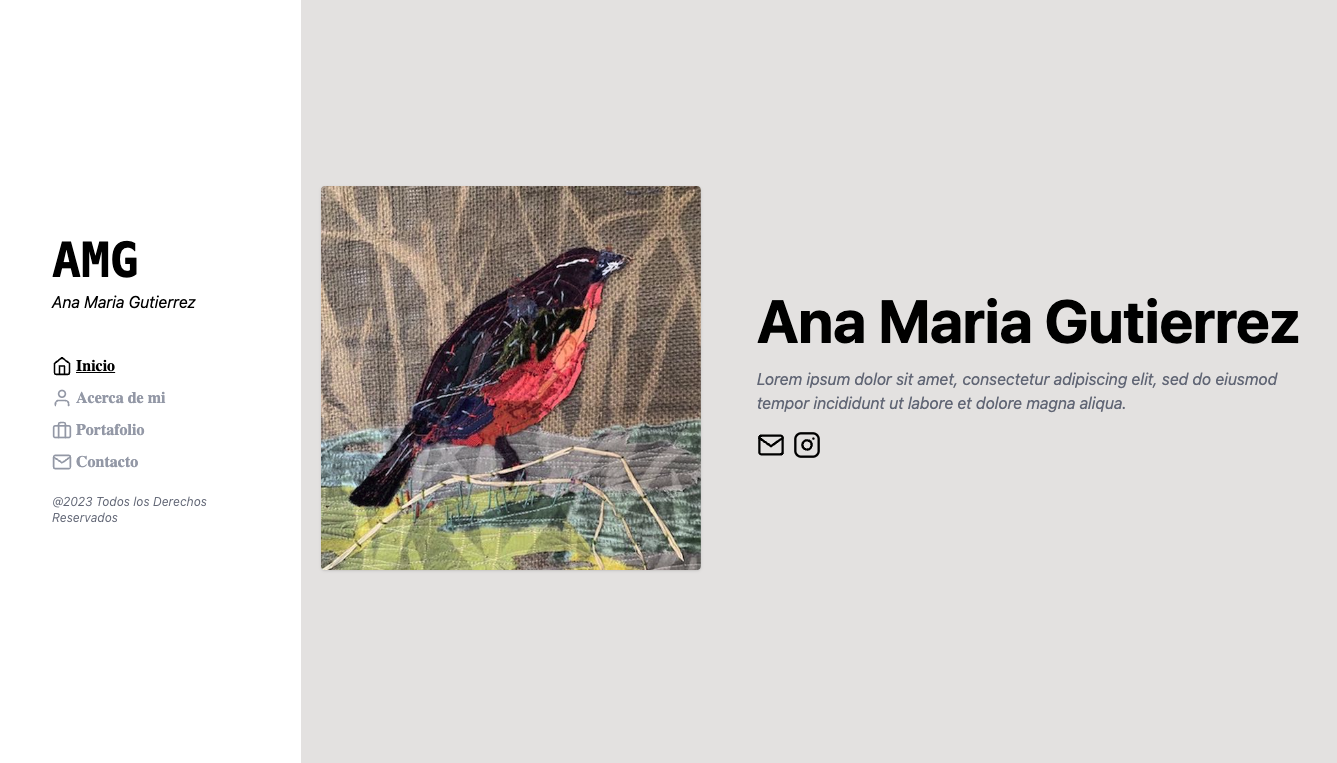 AMG
Ana Maria Gutierrez
Inicio
Acerca de mi
Portafolio
Contacto
@2023 Todos los Derechos
Reservados
Ana Maria Gutierrez
Lorem ipsum dolor sit amet, consectetur adipiscing elit, sed do eiusmod
tempor incididunt ut labore et dolore magna aliqua.